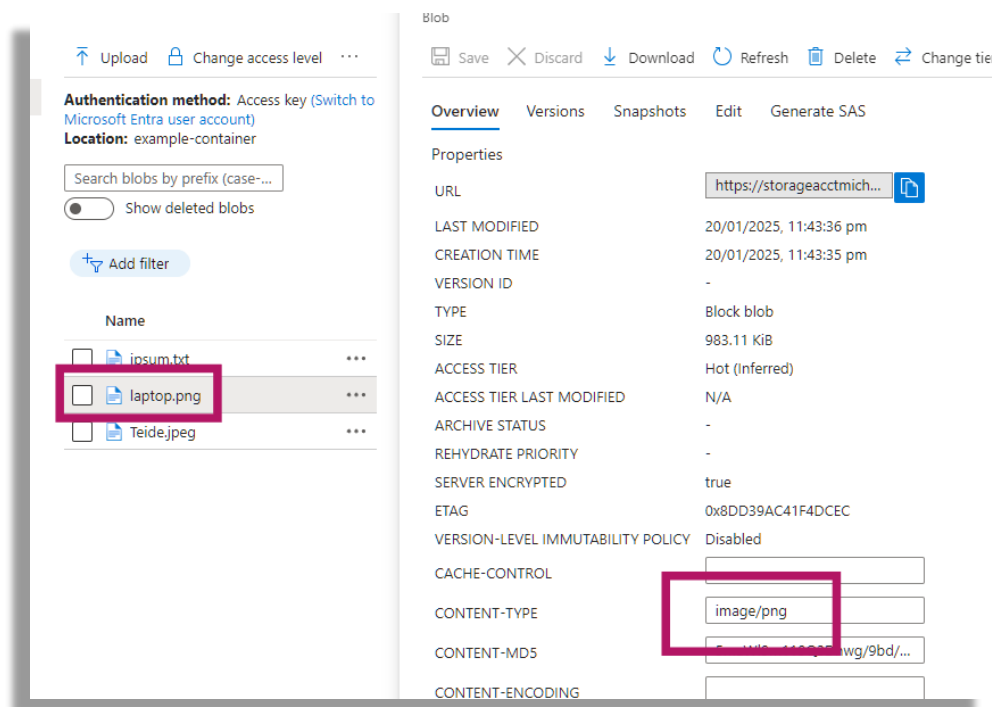 Upload Change access level ...
Authentication method: Access key (Switch to
Microsoft Entra user account)
Location: example-container
Search blobs by prefix (case-...
Show deleted blobs
Add filter
Name
ipsum.txt
laptop.png
Teide.jpeg
Blob
Save Discard Download Refresh Delete Change tier
Overview Versions Snapshots Edit Generate SAS
Properties
URL https://storageacctmich...
LAST MODIFIED 20/01/2025, 11:43:36 pm
CREATION TIME 20/01/2025, 11:43:35 pm
VERSION ID -
TYPE Block blob
SIZE 983.11 KiB
ACCESS TIER Hot (Inferred)
ACCESS TIER LAST MODIFIED N/A
ARCHIVE STATUS -
REHYDRATE PRIORITY -
SERVER ENCRYPTED true
ETAG 0x8DD39AC41F4DCEC
VERSION-LEVEL IMMUTABILITY POLICY Disabled
CACHE-CONTROL
CONTENT-TYPE image/png
CONTENT-MD5
CONTENT-ENCODING